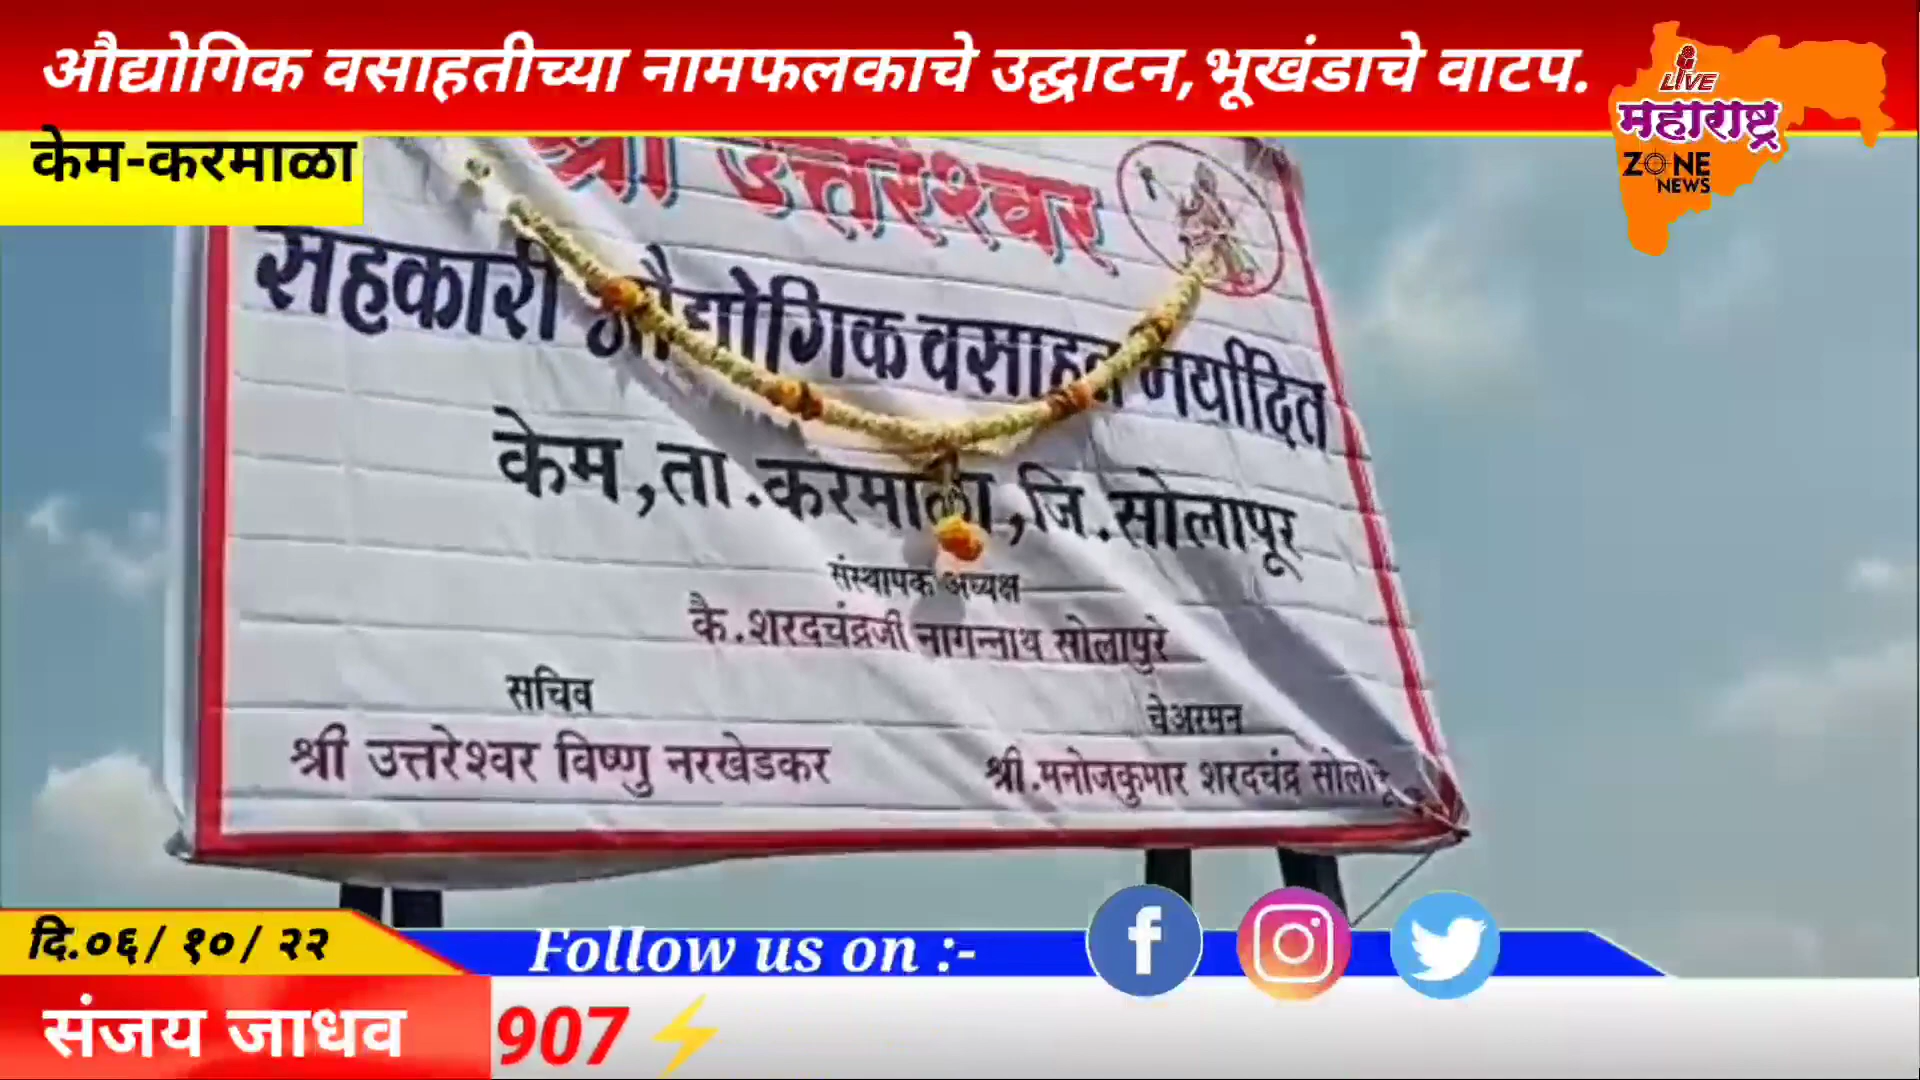 औद्योगिक वसाहतीच्या नामफलकाचे उद्घाटन,भूखंडाचे वाटप.
LIVE
महाराष्ट्र
ZONE
NEWS
केम-करमाळा
श्री उत्तरेश्वर
सहकारी औद्योगिक वसाहत मर्यादित
केम,ता.करमाळा,जि.सोलापूर
संस्थापक अध्यक्ष
कै.शरदचंद्रजी नागन्नाथ सोलापुरे
सचिव
चेअरमन
श्री उत्तरेश्वर विष्णु नरखेडकर
श्री.मनोजकुमार शरदचंद्र
दि.०६/ १०/ २२
Follow us on :-
संजय जाधव
907